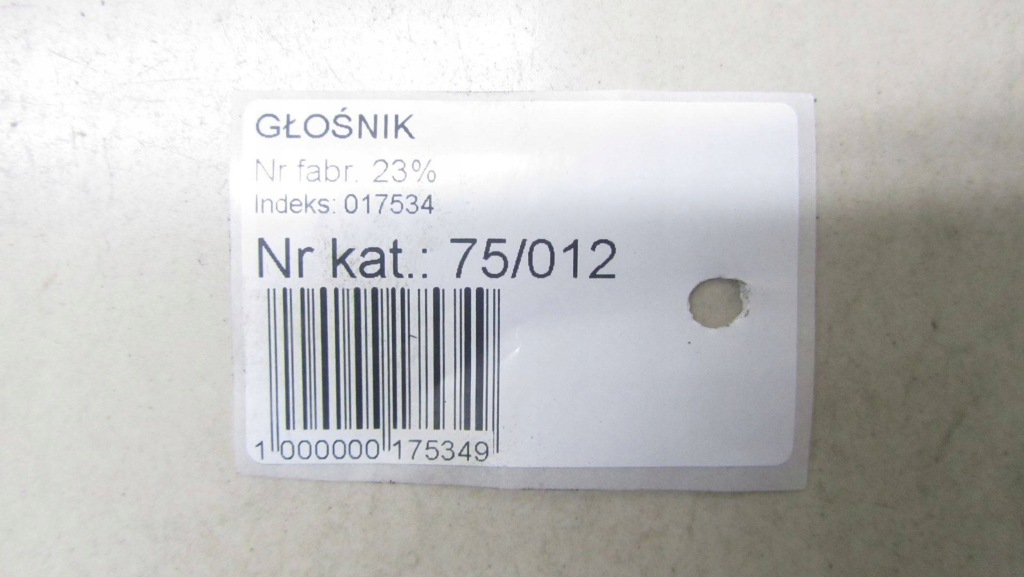 GŁOŚNIK
Nr fabr. 23%
Indeks: 017534
Nr kat.: 75/012
1 000000 175349